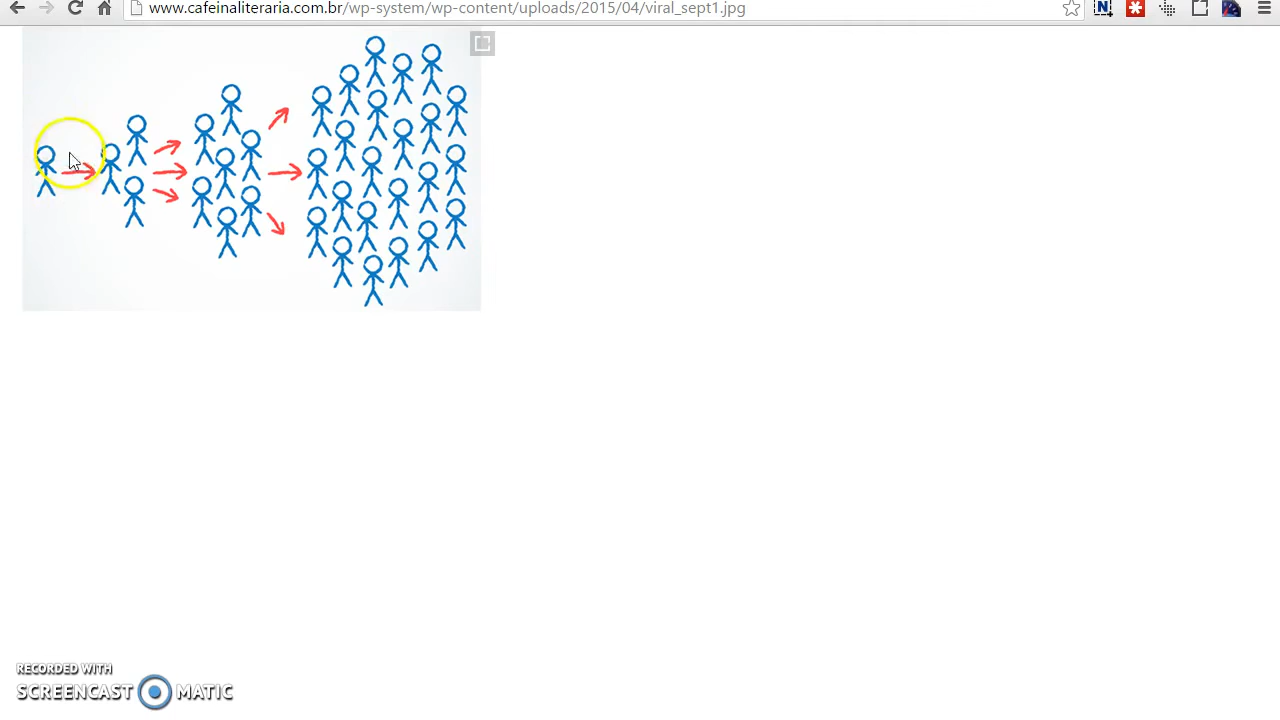 www.cafeinaliteraria.com.br/wp-system/wp-content/uploads/2015/04/viral_sept1.jpg
N
RECORDED WITH
SCREENCAST MATIC